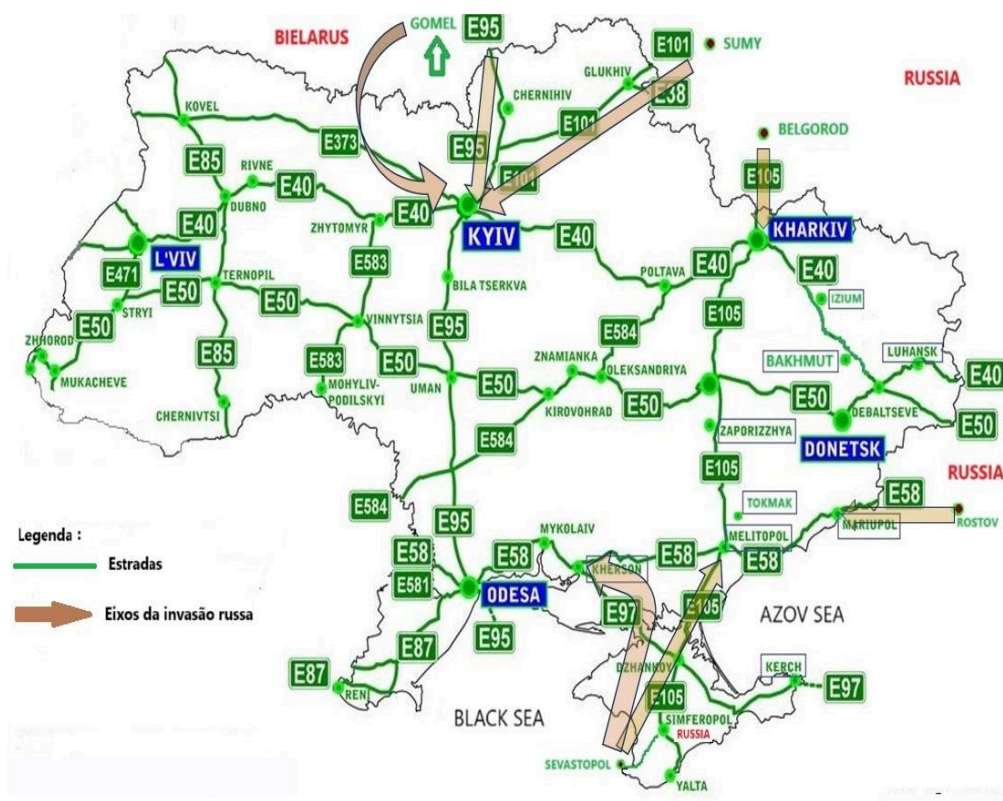 GOMEL
E95
BIELARUS
E101
SUMY
GLUKHIV
RUSSIA
E38
CHERNIHIV
KOVEL
E101
BELGOROD
E373
E95
E85
RIVNE
E101
E105
E40
DUBNO
E40
KYIV
KHARKIV
E40
ZHYTOMYR
E40
L'VIV
E583
E40
E40
E471
TERNOPIL
BILA TSERKVA
POLTAVA
E50
IZIUM
STRYI
E50
E105
E50
VINNYTSIA
E95
E584
ZHHOROD
E85
E583
ZNAMIANKA
BAKHMUT
LUHANSK
MUKACHEVE
E50
OLEKSANDRIYA
E40
MOHYLIV-
PODILSKYI
UMAN
E50
KIROVOHRAD
E50
E50
DEBALTSEVE
CHERNIVTSI
E50
ZAPORIZZHYA
DONETSK
E584
E105
RUSSIA
E584
E58
TOKMAK
E95
MARIUPOL
ROSTOV
Legenda :
MYKOLAIV
MELITOPOL
E58
E58
E58
E58
Estradas
KHERSON
E581
ODESA
E97
E105
AZOV SEA
Eixos da invasão russa
E95
E87
DZHANKOY
KERCH
E87
E97
REN
E105
BLACK SEA
SIMFEROPOL
RUSSIA
SEVASTOPOL
YALTA